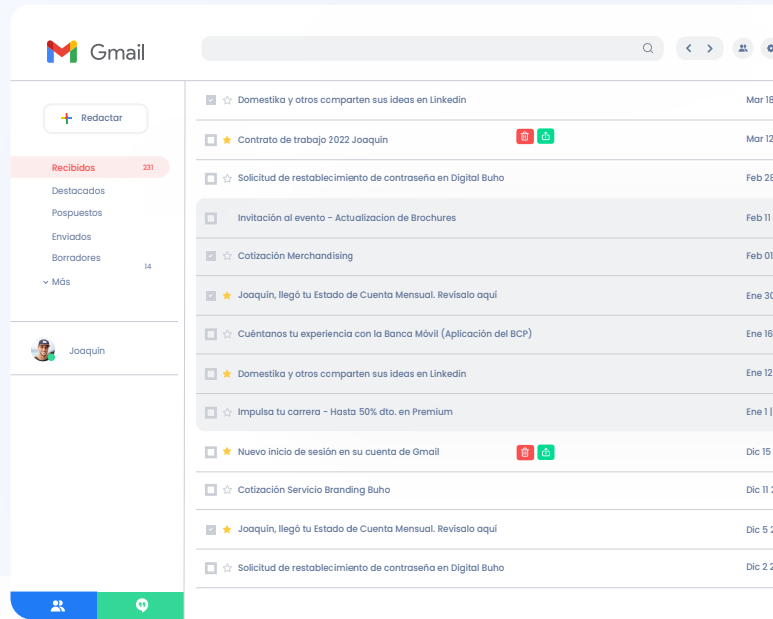 Gmail
Redactar
Recibidos 231
Destacados
Pospuestos
Enviados
Borradores
14
Más
Joaquín
Domestika y otros comparten sus ideas en Linkedin Mar 18
Contrato de trabajo 2022 Joaquín Mar 12
Solicitud de restablecimiento de contraseña en Digital Buho Feb 28
Invitación al evento - Actualizacion de Brochures Feb 11
Cotización Merchandising Feb 01
Joaquín, llegó tu Estado de Cuenta Mensual. Revísalo aquí Ene 30
Cuéntanos tu experiencia con la Banca Móvil (Aplicación del BCP) Ene 16
Domestika y otros comparten sus ideas en Linkedin Ene 12
Impulsa tu carrera - Hasta 50% dto. en Premium Ene 1 |
Nuevo inicio de sesión en su cuenta de Gmail Dic 15
Cotización Servicio Branding Buho Dic 11 2
Joaquín, llegó tu Estado de Cuenta Mensual. Revísalo aquí Dic 5 2
Solicitud de restablecimiento de contraseña en Digital Buho Dic 2 2